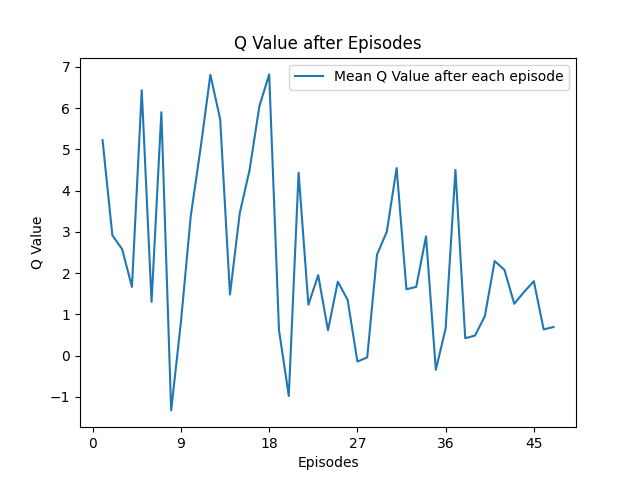 Q Value after Episodes
Mean Q Value after each episode
7
6
5
4
3
2
1
0
−1
Q Value
0 9 18 27 36 45
Episodes